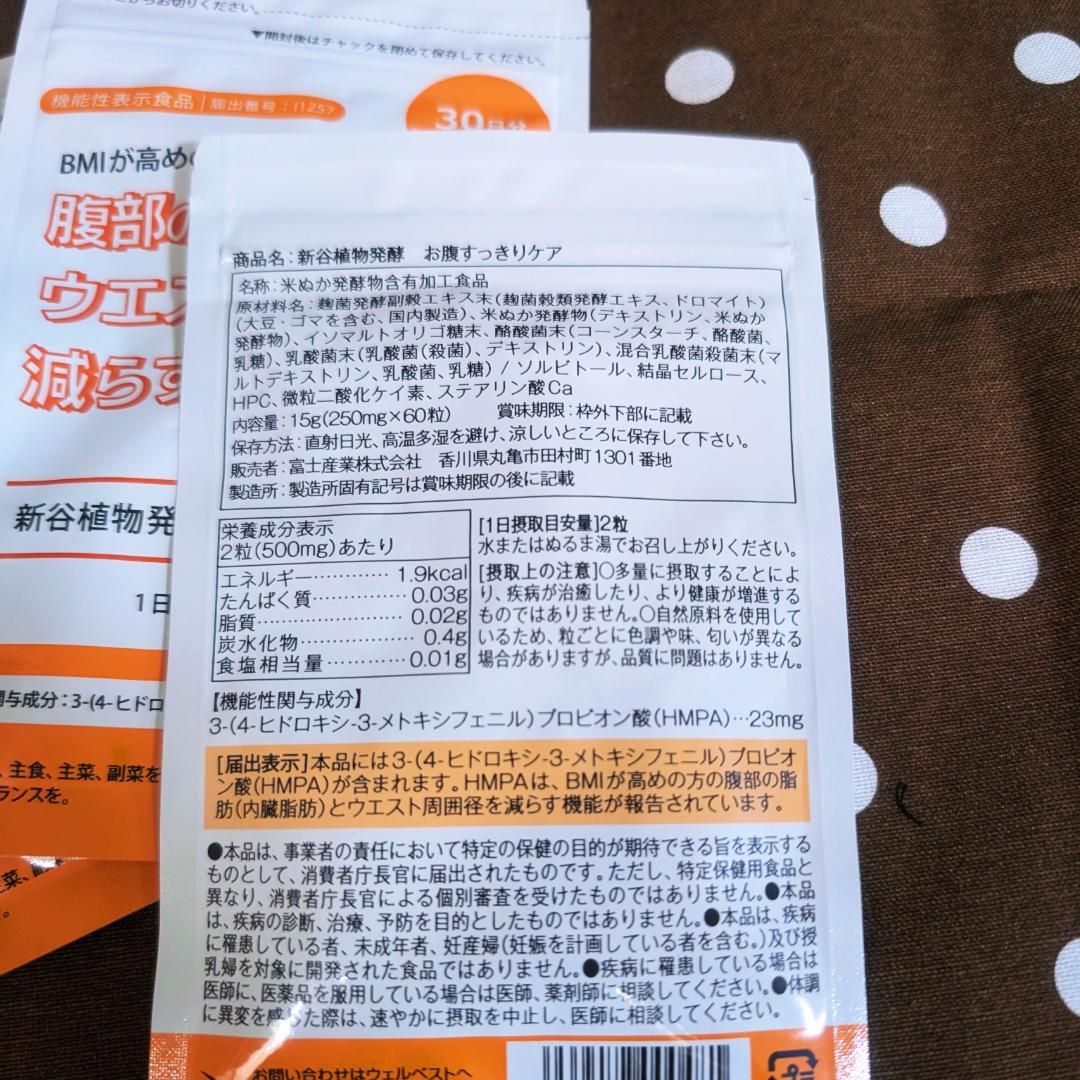 からお切りください。
▼開封後はチャックを閉めて保存してください。
機能性表示食品｜届出番号：I1257
30日分
BMIが高め
腹部の
ウエス
減らす
新谷植物発
1日
関与成分：3-(4-ヒドロ
、主食、主菜、副菜を
ランスを。
商品名：新谷植物発酵　お腹すっきりケア
名称：米ぬか発酵物含有加工食品
原材料名：麹菌発酵副穀エキス末（麹菌穀類発酵エキス、ドロマイト）
（大豆・ゴマを含む、国内製造）、米ぬか発酵物（デキストリン、米ぬか
発酵物）、イソマルトオリゴ糖末、酪酸菌末（コーンスターチ、酪酸菌、
乳糖）、乳酸菌末（乳酸菌（殺菌）、デキストリン）、混合乳酸菌殺菌末（マ
ルトデキストリン、乳酸菌、乳糖） / ソルビトール、結晶セルロース、
HPC、微粒二酸化ケイ素、ステアリン酸Ca
内容量：15g（250mg×60粒）　賞味期限：枠外下部に記載
保存方法：直射日光、高温多湿を避け、涼しいところに保存して下さい。
販売者：富士産業株式会社　香川県丸亀市田村町1301番地
製造所：製造所固有記号は賞味期限の後に記載
栄養成分表示
2粒（500mg）あたり
エネルギー…………1.9kcal
たんぱく質……………0.03g
脂質……………………0.02g
炭水化物………………0.4g
食塩相当量…………0.01g
[1日摂取目安量]2粒
水またはぬるま湯でお召し上がりください。
[摂取上の注意]〇多量に摂取することによ
り、疾病が治癒したり、より健康が増進する
ものではありません。〇自然原料を使用して
いるため、粒ごとに色調や味、匂いが異なる
場合がありますが、品質に問題はありません。
【機能性関与成分】
3-(4-ヒドロキシ-3-メトキシフェニル）プロピオン酸（HMPA）…23mg
[届出表示]本品には3-(4-ヒドロキシ-3-メトキシフェニル）プロピオ
ン酸（HMPA）が含まれます。HMPAは、BMIが高めの方の腹部の脂
肪（内臓脂肪）とウエスト周囲径を減らす機能が報告されています。
●本品は、事業者の責任において特定の保健の目的が期待できる旨を表示する
ものとして、消費者庁長官に届出されたものです。ただし、特定保健用食品と
異なり、消費者庁長官による個別審査を受けたものではありません。●本品
は、疾病の診断、治療、予防を目的としたものではありません。●本品は、疾病
に罹患している者、未成年者、妊産婦（妊娠を計画している者を含む。）及び授
乳婦を対象に開発された食品ではありません。●疾病に罹患している場合は
医師に、医薬品を服用している場合は医師、薬剤師に相談してください。●体調
に異変を感じた際は、速やかに摂取を中止し、医師に相談してください。
お問い合わせはウェルベストへ